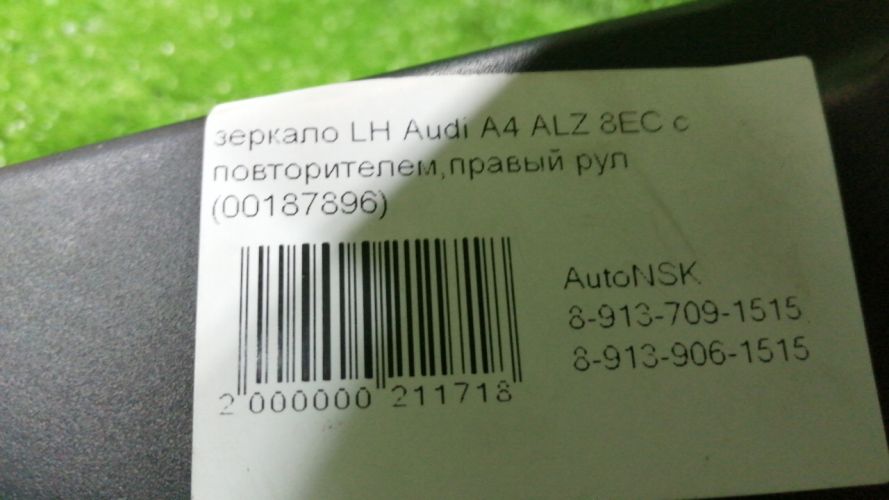 зеркало LH Audi A4 ALZ 8EC с
повторителем,правый рул
(00187896)
AutoNSK
8-913-709-1515
8-913-906-1515
2 000000 211718